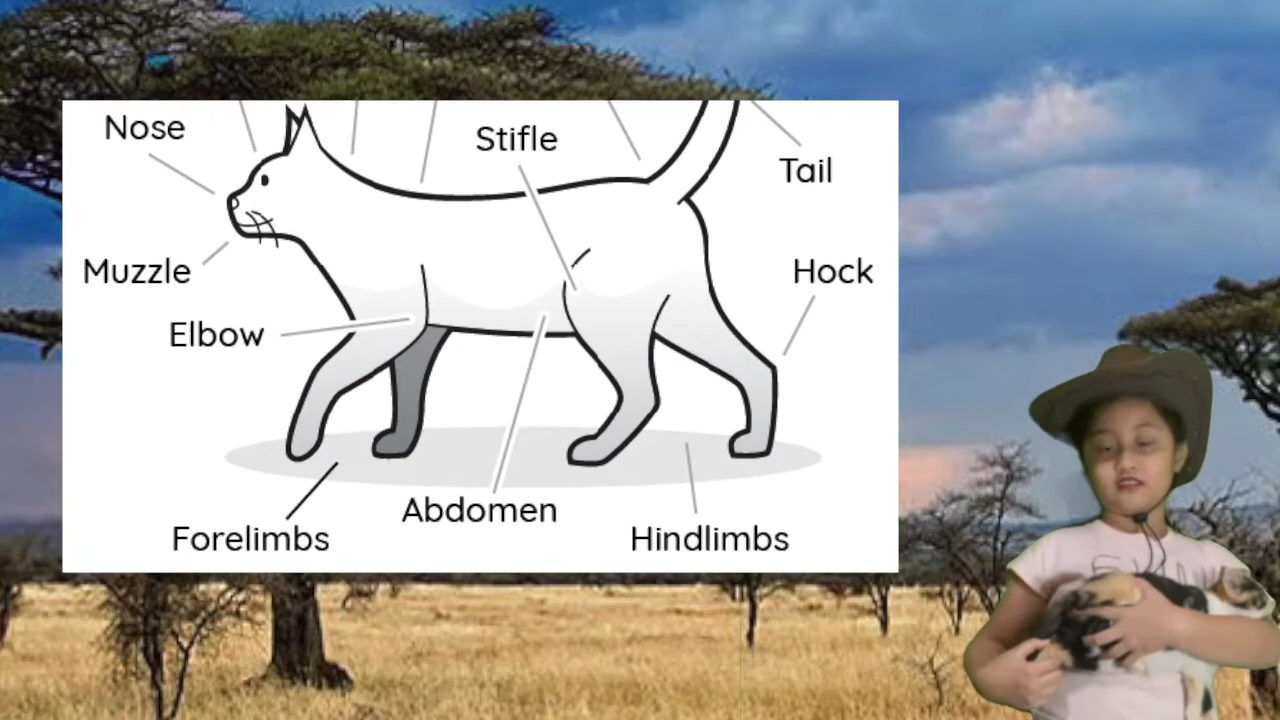 Nose
Stifle
Tail
Muzzle
Hock
Elbow
Abdomen
Forelimbs
Hindlimbs